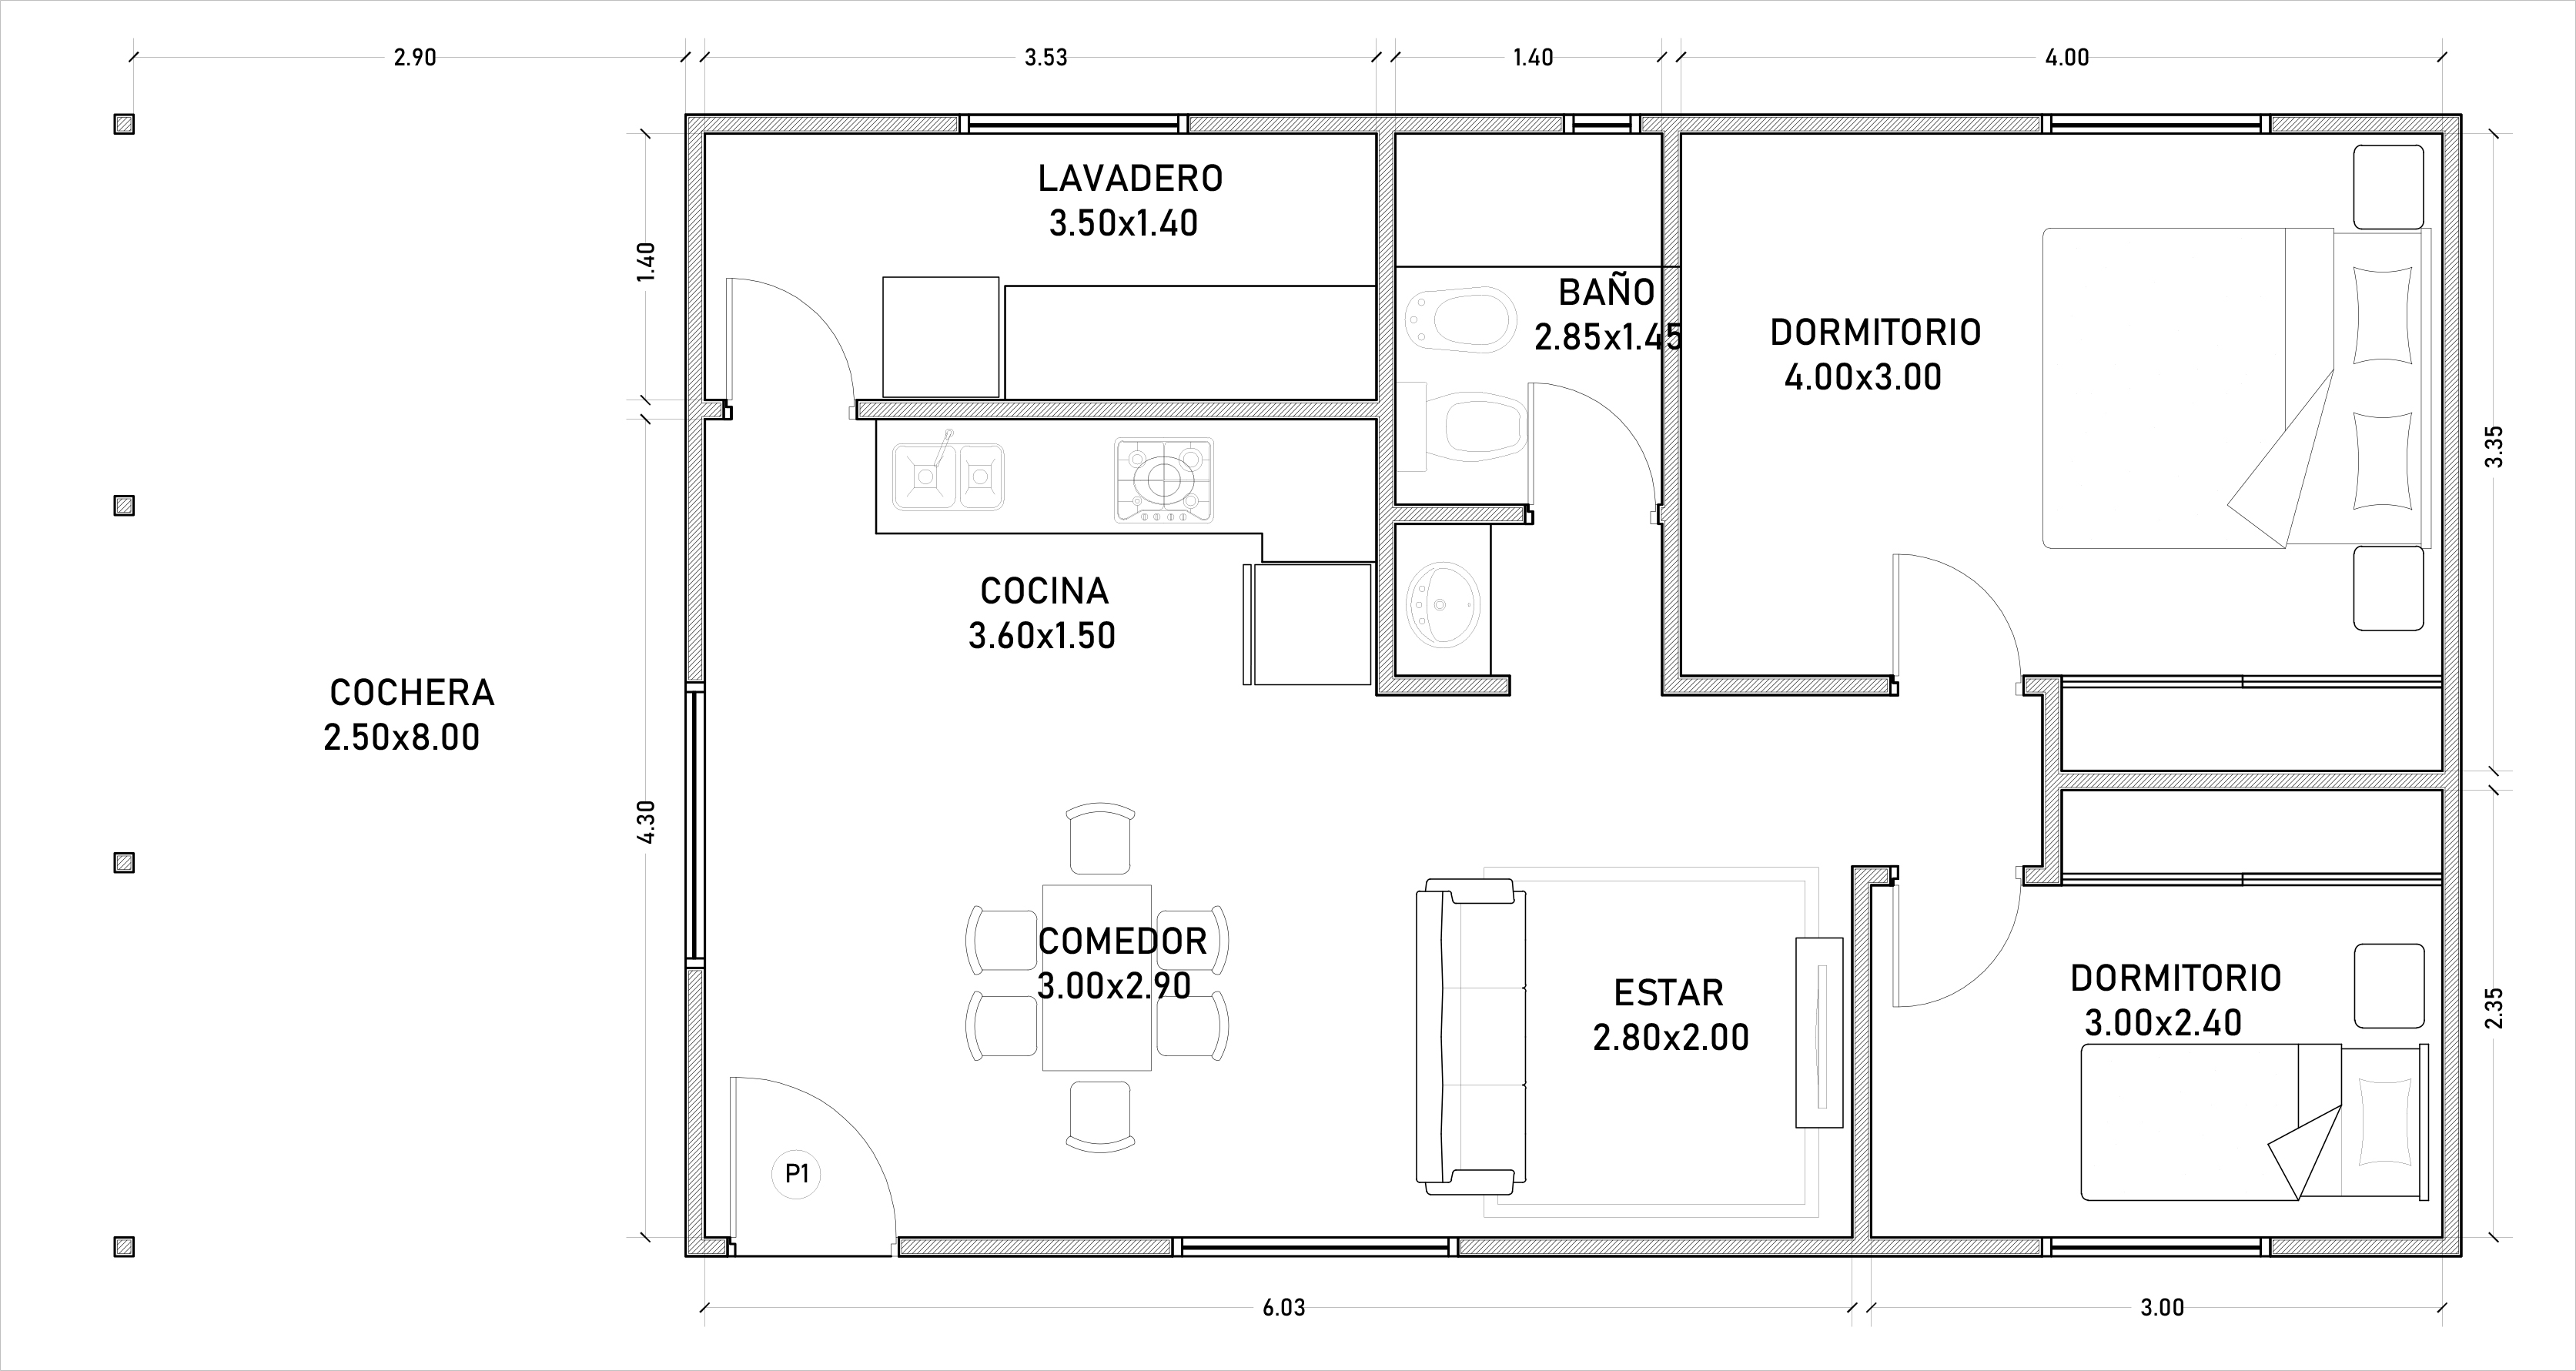 2.90
3.53
1.40
4.00
LAVADERO
3.50x1.40
1.40
BAÑO
2.85x1.45
DORMITORIO
4.00x3.00
3.35
COCINA
3.60x1.50
COCHERA
2.50x8.00
4.30
COMEDOR
3.00x2.90
ESTAR
2.80x2.00
DORMITORIO
3.00x2.40
2.35
P1
6.03
3.00